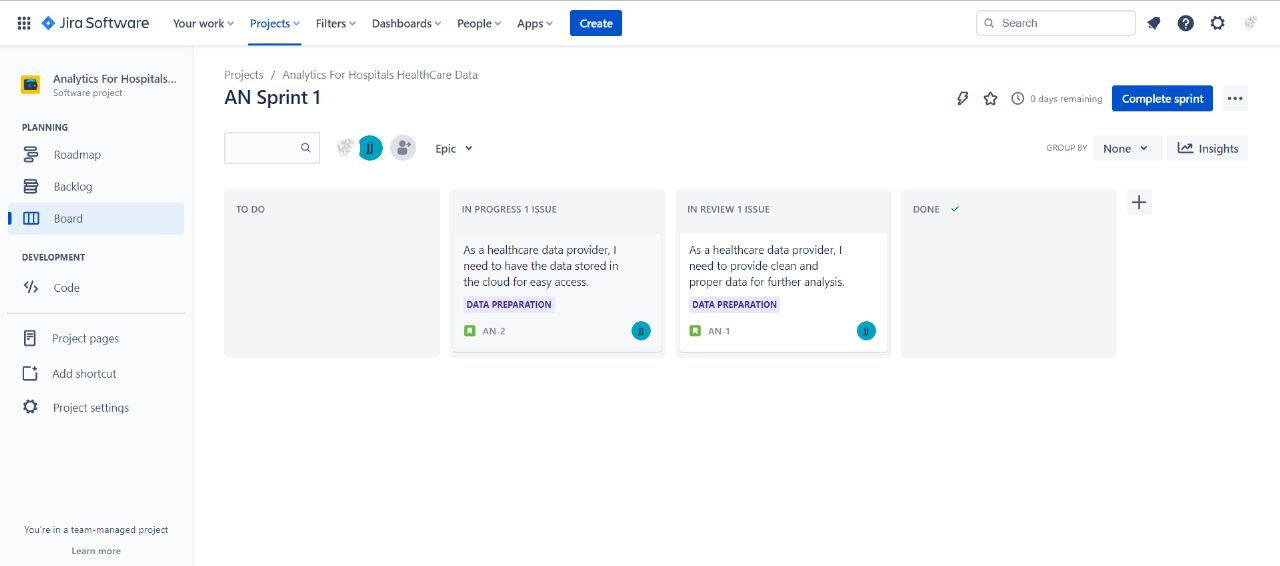 Jira Software
Your work
Projects
Filters
Dashboards
People
Apps
Create
Search
Analytics For Hospitals...
Software project
PLANNING
Roadmap
Backlog
Board
DEVELOPMENT
Code
Project pages
Add shortcut
Project settings
You're in a team-managed project
Learn more
Projects / Analytics For Hospitals HealthCare Data
AN Sprint 1
0 days remaining
Complete sprint
JJ
Epic
GROUP BY
None
Insights
TO DO
IN PROGRESS 1 ISSUE
As a healthcare data provider, I
need to have the data stored in
the cloud for easy access.
DATA PREPARATION
AN-2
JJ
IN REVIEW 1 ISSUE
As a healthcare data provider, I
need to provide clean and
proper data for further analysis.
DATA PREPARATION
AN-1
JJ
DONE